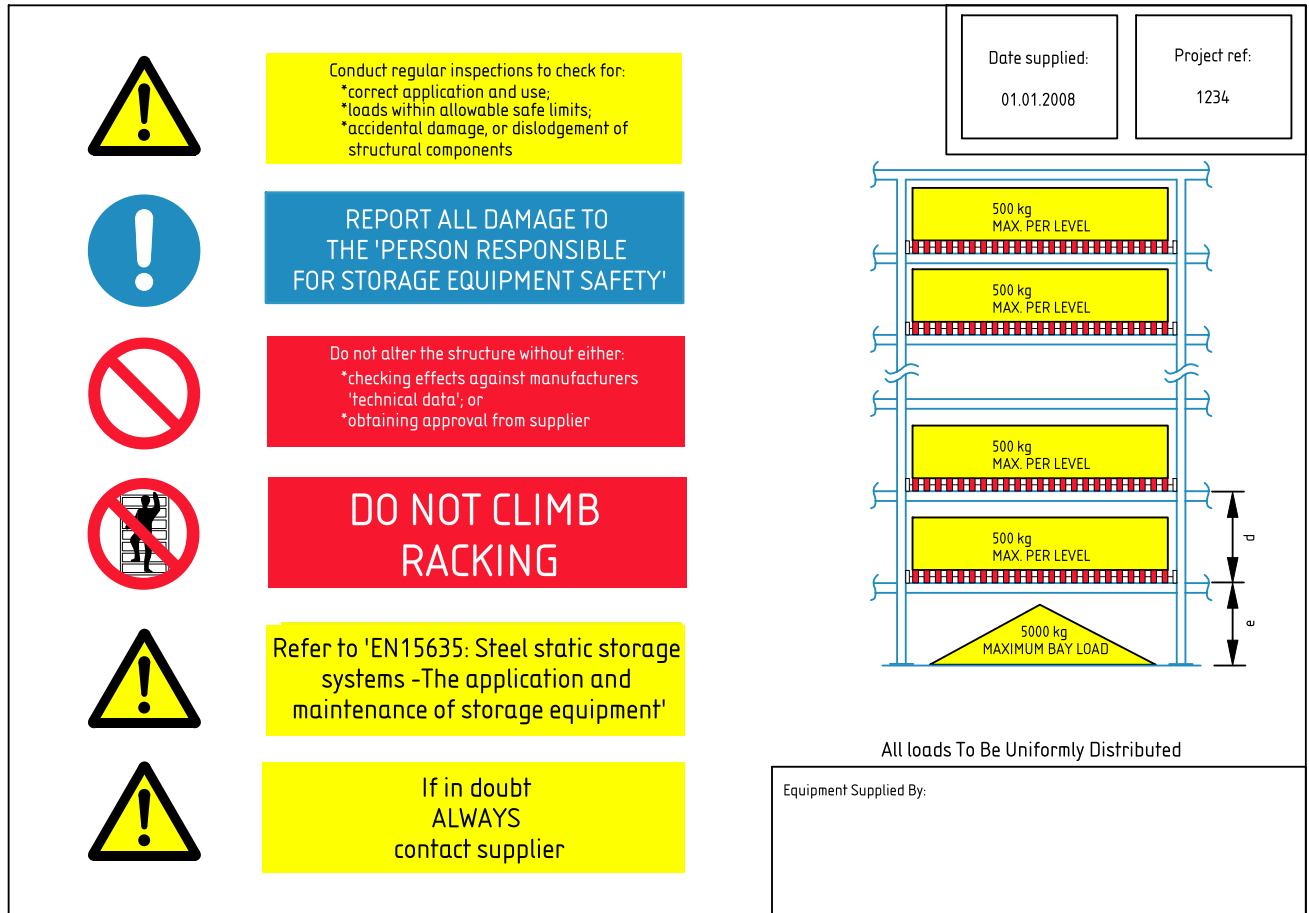 Conduct regular inspections to check for:
*correct application and use;
*loads within allowable safe limits;
*accidental damage, or dislodgement of
structural components
REPORT ALL DAMAGE TO
THE 'PERSON RESPONSIBLE
FOR STORAGE EQUIPMENT SAFETY'
Do not alter the structure without either:
*checking effects against manufacturers
'technical data'; or
*obtaining approval from supplier
DO NOT CLIMB
RACKING
Refer to 'EN15635: Steel static storage
systems -The application and
maintenance of storage equipment'
If in doubt
ALWAYS
contact supplier
Date supplied:
01.01.2008
Project ref:
1234
500 kg
MAX. PER LEVEL
500 kg
MAX. PER LEVEL
500 kg
MAX. PER LEVEL
500 kg
MAX. PER LEVEL
d
e
5000 kg
MAXIMUM BAY LOAD
All loads To Be Uniformly Distributed
Equipment Supplied By: